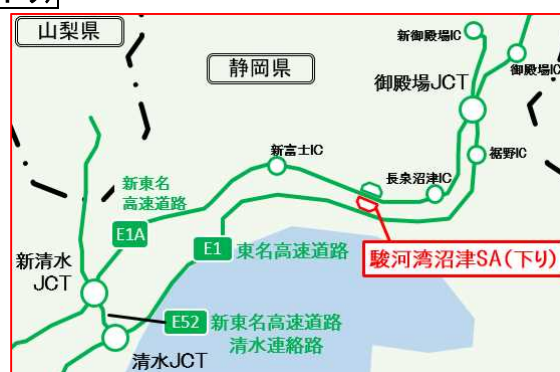 山梨県
静岡県
新御殿場IC
御殿場JCT
御殿場IC
新富士IC
長泉沼津IC
裾野IC
新東名
高速道路
E1A
E1 東名高速道路
駿河湾沼津SA(下り)
新清水
JCT
E52 新東名高速道路
清水連絡路
清水JCT